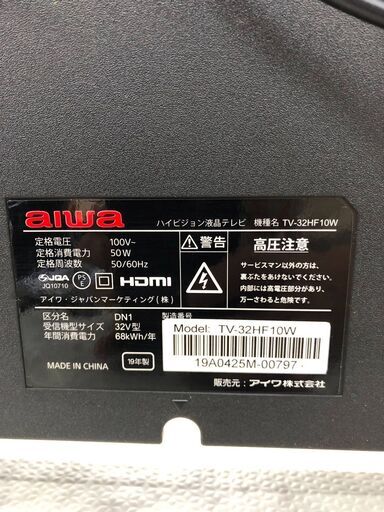 aiwa
ハイビジョン液晶テレビ 機種名 TV-32HF10W
定格電圧 100V~
定格消費電力 50W
定格周波数 50/60Hz
JQA
JQ10710
PS
E
HDMI
アイワ・ジャパンマーケティング(株)
警告 高圧注意
サービスマン以外の方は、
裏ぶたをあけないでください。
内部には高電圧部分が有り、
万一さわると危険です。
区分名 DN1
受信機型サイズ 32V型
年間消費電力 68kWh/年
製造番号
Model: TV-32HF10W
19A0425M-00797
MADE IN CHINA
19年製
販売元:アイワ株式会社